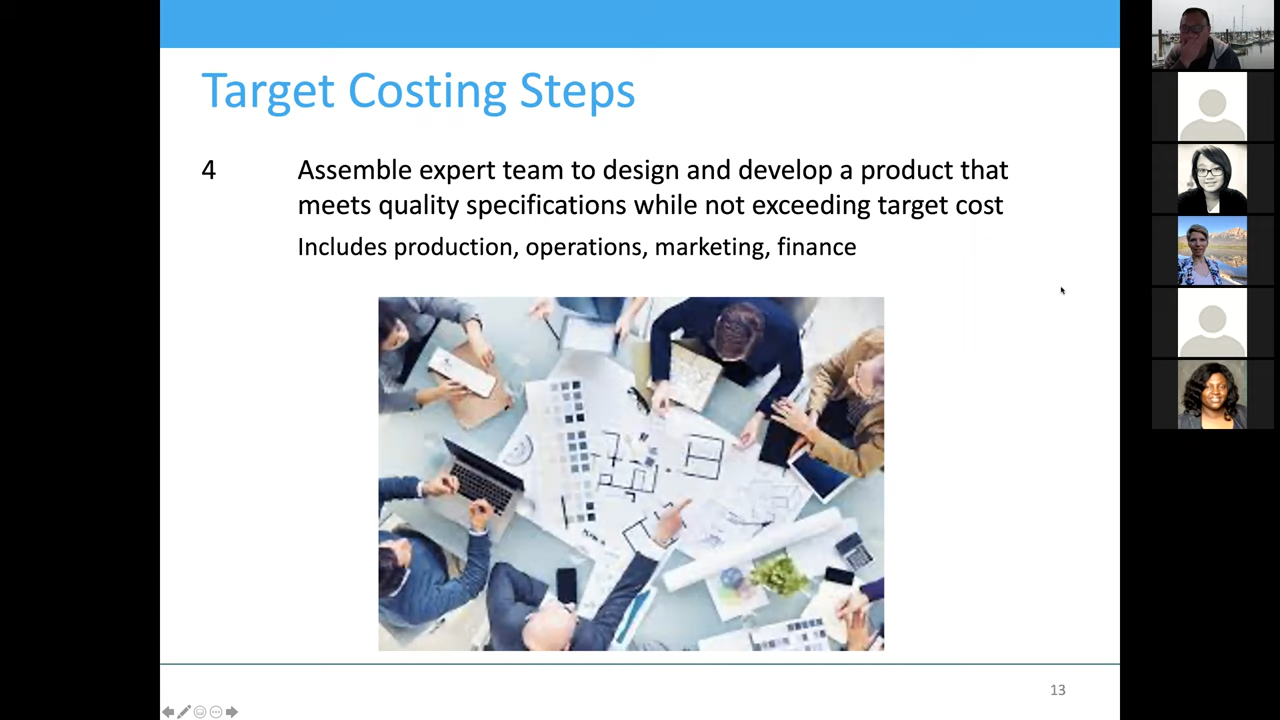 Target Costing Steps
4 Assemble expert team to design and develop a product that
meets quality specifications while not exceeding target cost
Includes production, operations, marketing, finance
13